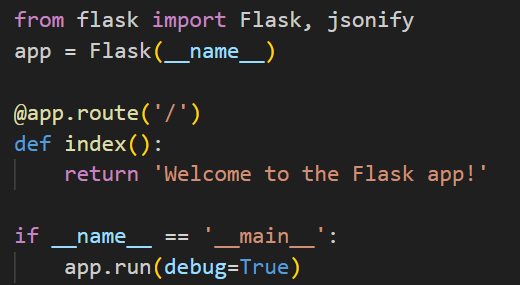 from flask import Flask, jsonify
app = Flask(__name__)
@app.route('/')
def index():
    return 'Welcome to the Flask app!'
if __name__ == '__main__':
    app.run(debug=True)